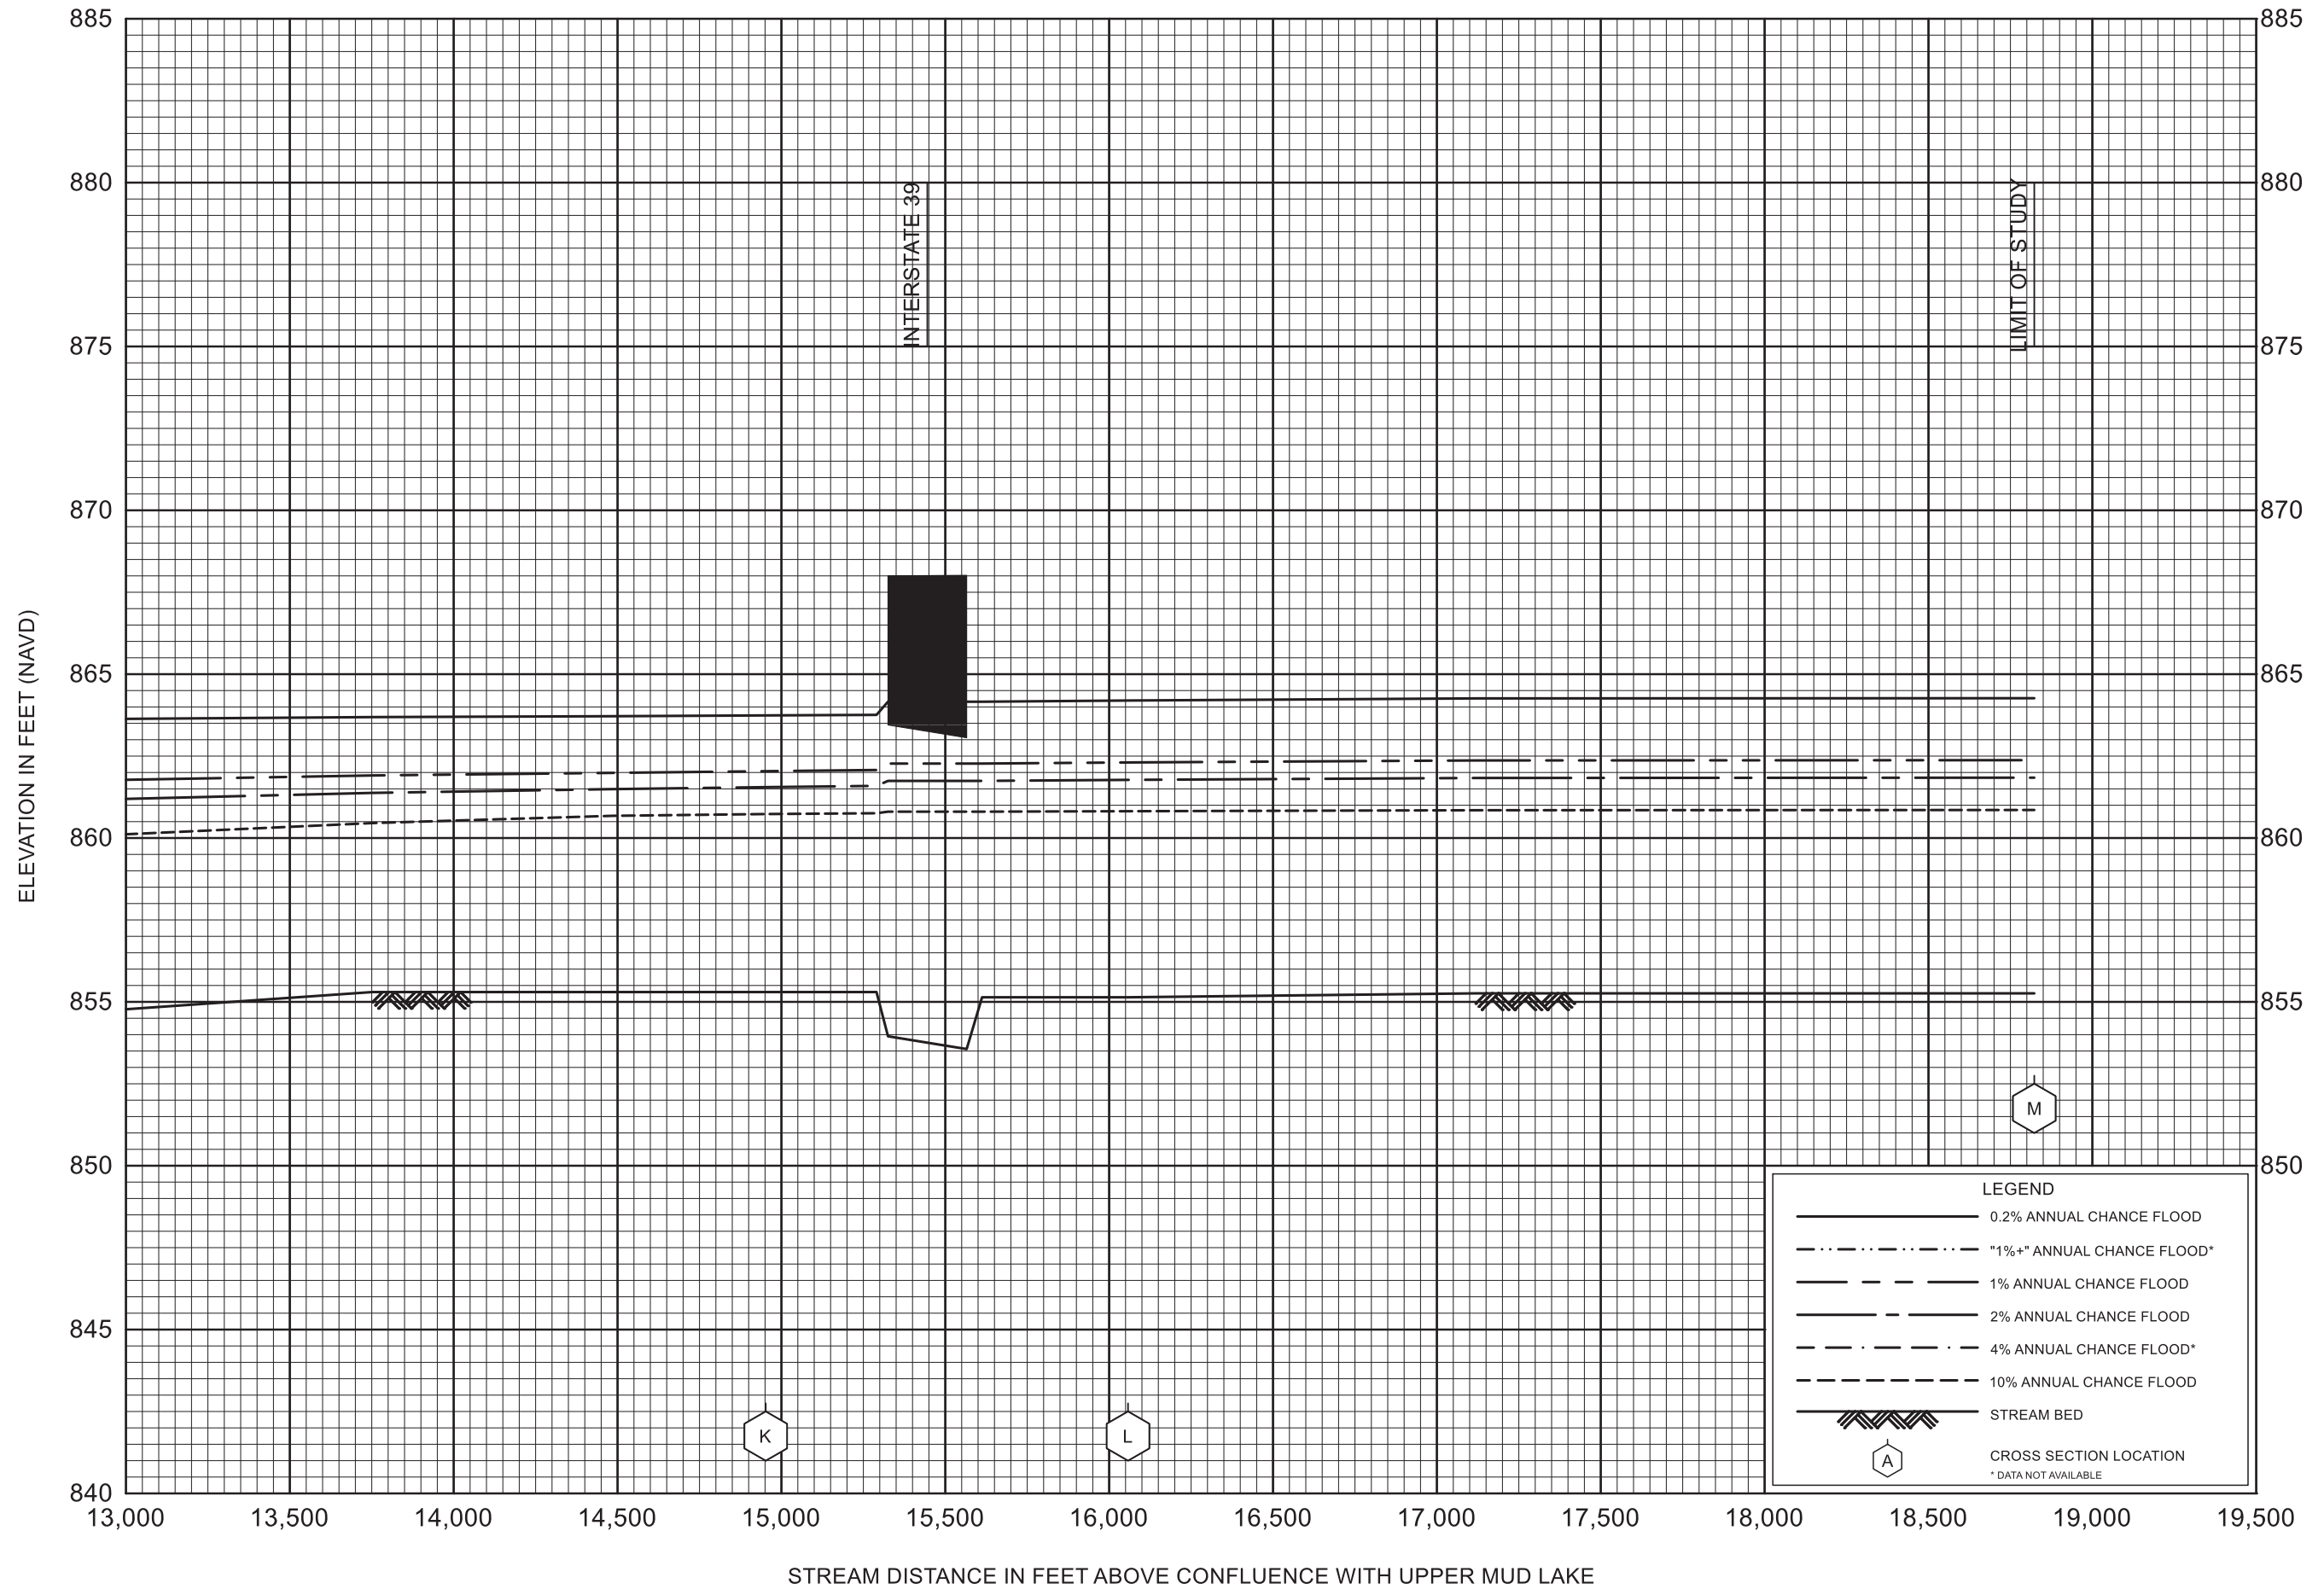 885
885
880
880
INTERSTATE 39
LIMIT OF STUDY
875
875
870
870
865
865
ELEVATION IN FEET (NAVD)
860
860
855
855
M
850
850
LEGEND
0.2% ANNUAL CHANCE FLOOD
"1%+" ANNUAL CHANCE FLOOD*
1% ANNUAL CHANCE FLOOD
2% ANNUAL CHANCE FLOOD
4% ANNUAL CHANCE FLOOD*
10% ANNUAL CHANCE FLOOD
STREAM BED
A
CROSS SECTION LOCATION
* DATA NOT AVAILABLE
845
K
L
840
13,000 13,500 14,000 14,500 15,000 15,500 16,000 16,500 17,000 17,500 18,000 18,500 19,000 19,500
STREAM DISTANCE IN FEET ABOVE CONFLUENCE WITH UPPER MUD LAKE